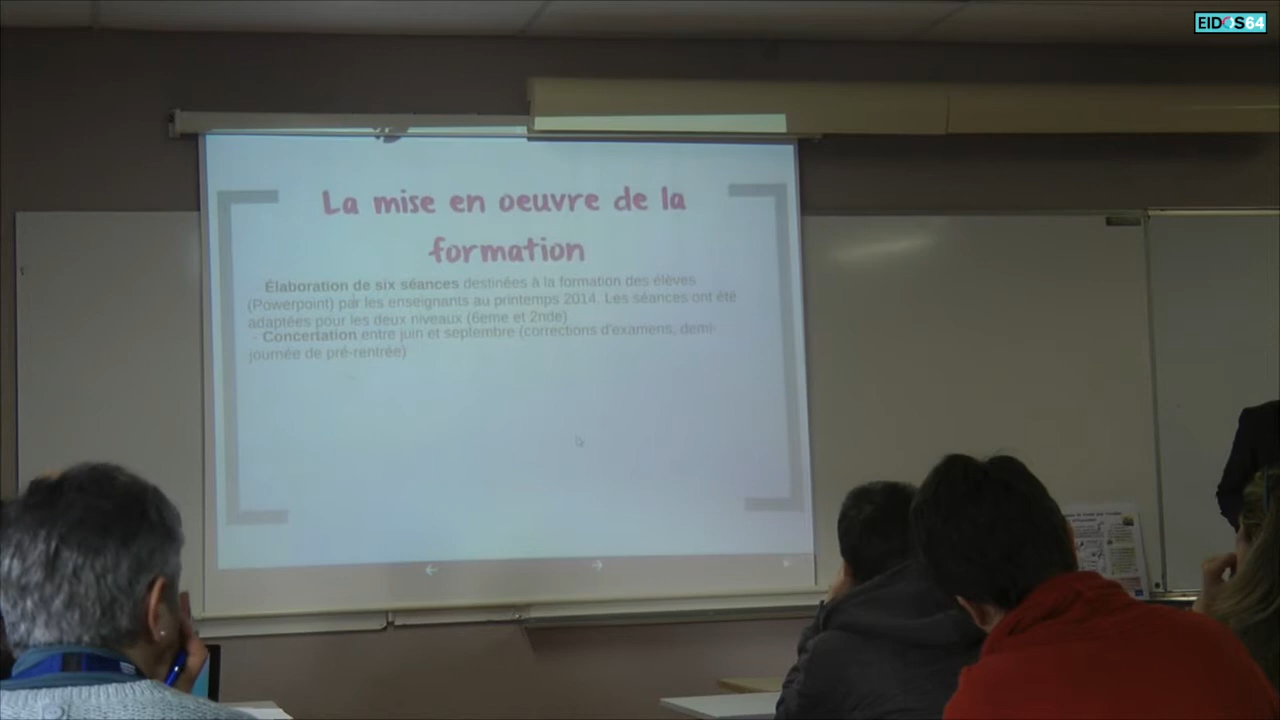 EIDOS64
La mise en oeuvre de la
formation
Élaboration de six séances destinées à la formation des élèves
(Powerpoint) par les enseignants au printemps 2014. Les séances ont été
adaptées pour les deux niveaux (6eme et 2nde)
- Concertation entre juin et septembre (corrections d'examens, demi-
journée de pré-rentrée)